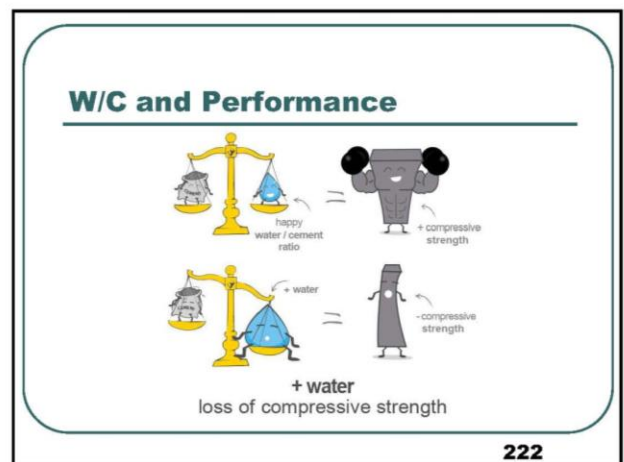 W/C and Performance
happy
water / cement
ratio
+ compressive
strength
+ water
- compressive
strength
+ water
loss of compressive strength
222